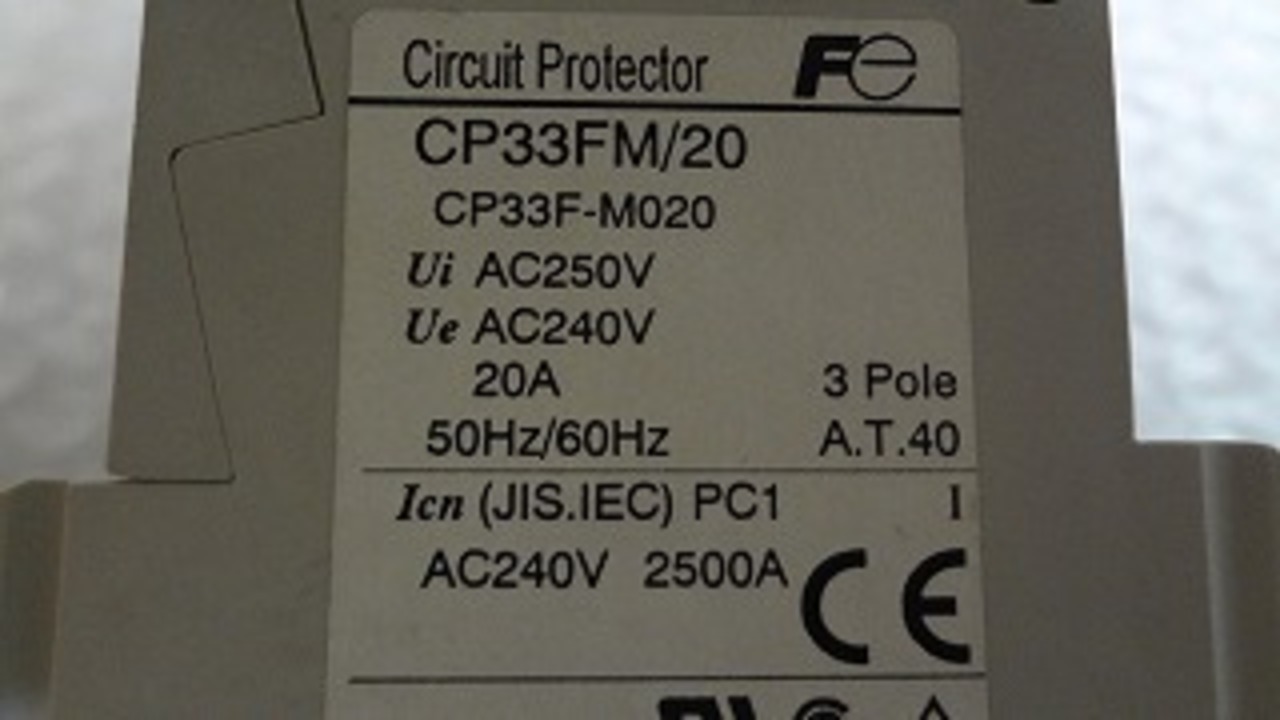 Circuit Protector Fe
CP33FM/20
CP33F-M020
Ui AC250V
Ue AC240V
20A 3 Pole
50Hz/60Hz A.T.40
Icn (JIS.IEC) PC1 I
AC240V 2500A CE